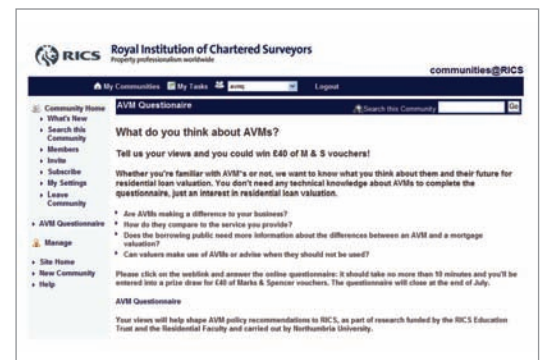 RICS
Royal Institution of Chartered Surveyors
Property professionalism worldwide
communities@RICS
My Communities My Tasks Logout
Community Home
What's New
Search this
Community
Members
Invite
Subscribe
My Settings
Leave
Community
AVM Questionnaire
Manage
Site Home
New Community
Help
AVM Questionaire
Search this Community Go
What do you think about AVMs?
Tell us your views and you could win £40 of M & S vouchers!
Whether you're familiar with AVM"s or not, we want to know what you think about them and their future for
residential loan valuation. You don't need any technical knowledge about AVMs to complete the
questionnaire, just an interest in residential loan valuation.
Are AVMs making a difference to your business?
How do they compare to the service you provide?
Does the borrowing public need more information about the differences between an AVM and a mortgage
valuation?
Can valuers make use of AVMs or advise when they should not be used?
Please click on the weblink and answer the online questionnaire: it should take no more than 10 minutes and you'll be
entered into a prize draw for £40 of Marks & Spencer vouchers. The questionnaire will close at the end of July.
AVM Questionnaire
Your views will help shape AVM policy recommendations to RICS, as part of research funded by the RICS Education
Trust and the Residential Faculty and carried out by Northumbria University.